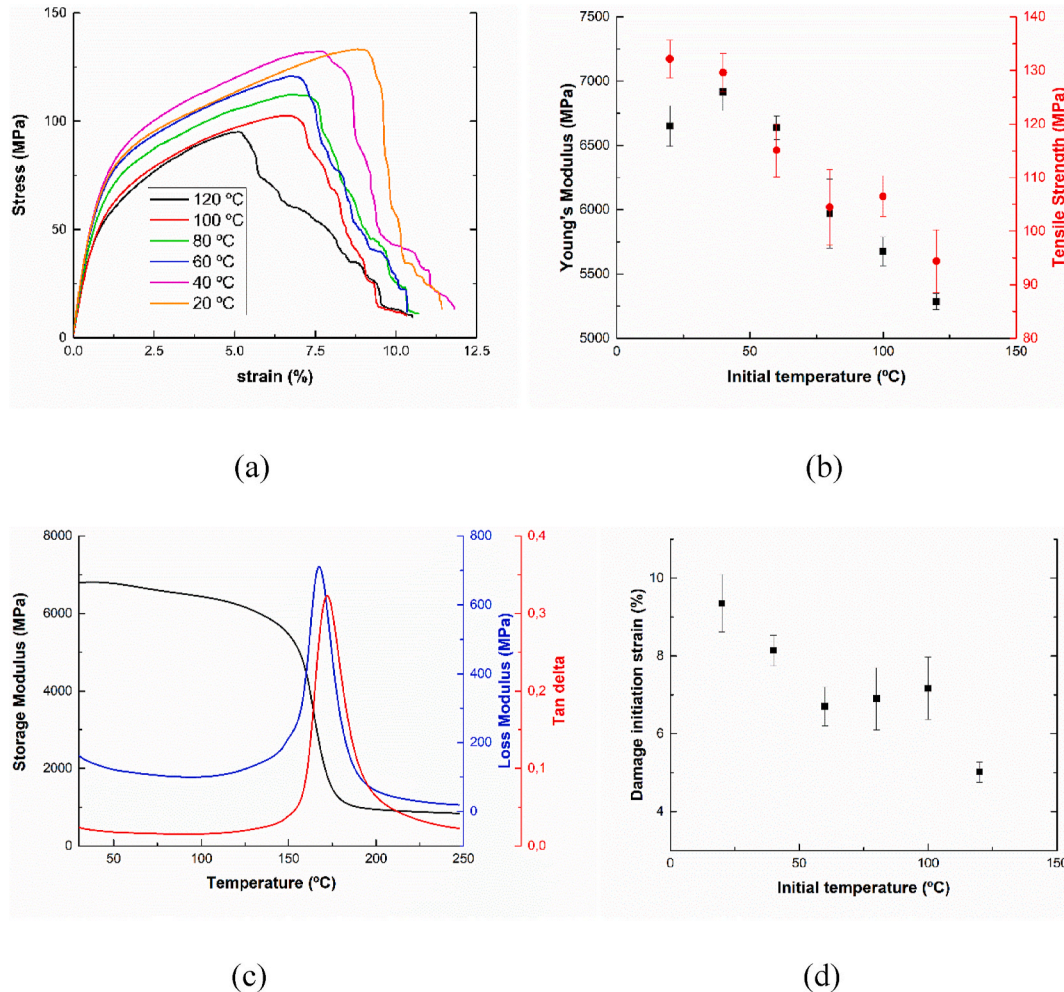 150
100
50
0
0.0 2.5 5.0 7.5 10.0 12.5
Stress (MPa)
strain (%)
120 ºC
100 ºC
80 ºC
60 ºC
40 ºC
20 ºC
(a)
7500
7000
6500
6000
5500
5000
Young's Modulus (MPa)
140
130
120
110
100
90
80
Tensile Strength (MPa)
0 50 100 150
Initial temperature (ºC)
(b)
8000
6000
4000
2000
0
Storage Modulus (MPa)
800
600
400
200
0
Loss Modulus (MPa)
0,4
0,3
0,2
0,1
0,0
Tan delta
50 100 150 200 250
Temperature (ºC)
(c)
10
8
6
4
Damage initiation strain (%)
0 50 100 150
Initial temperature (ºC)
(d)